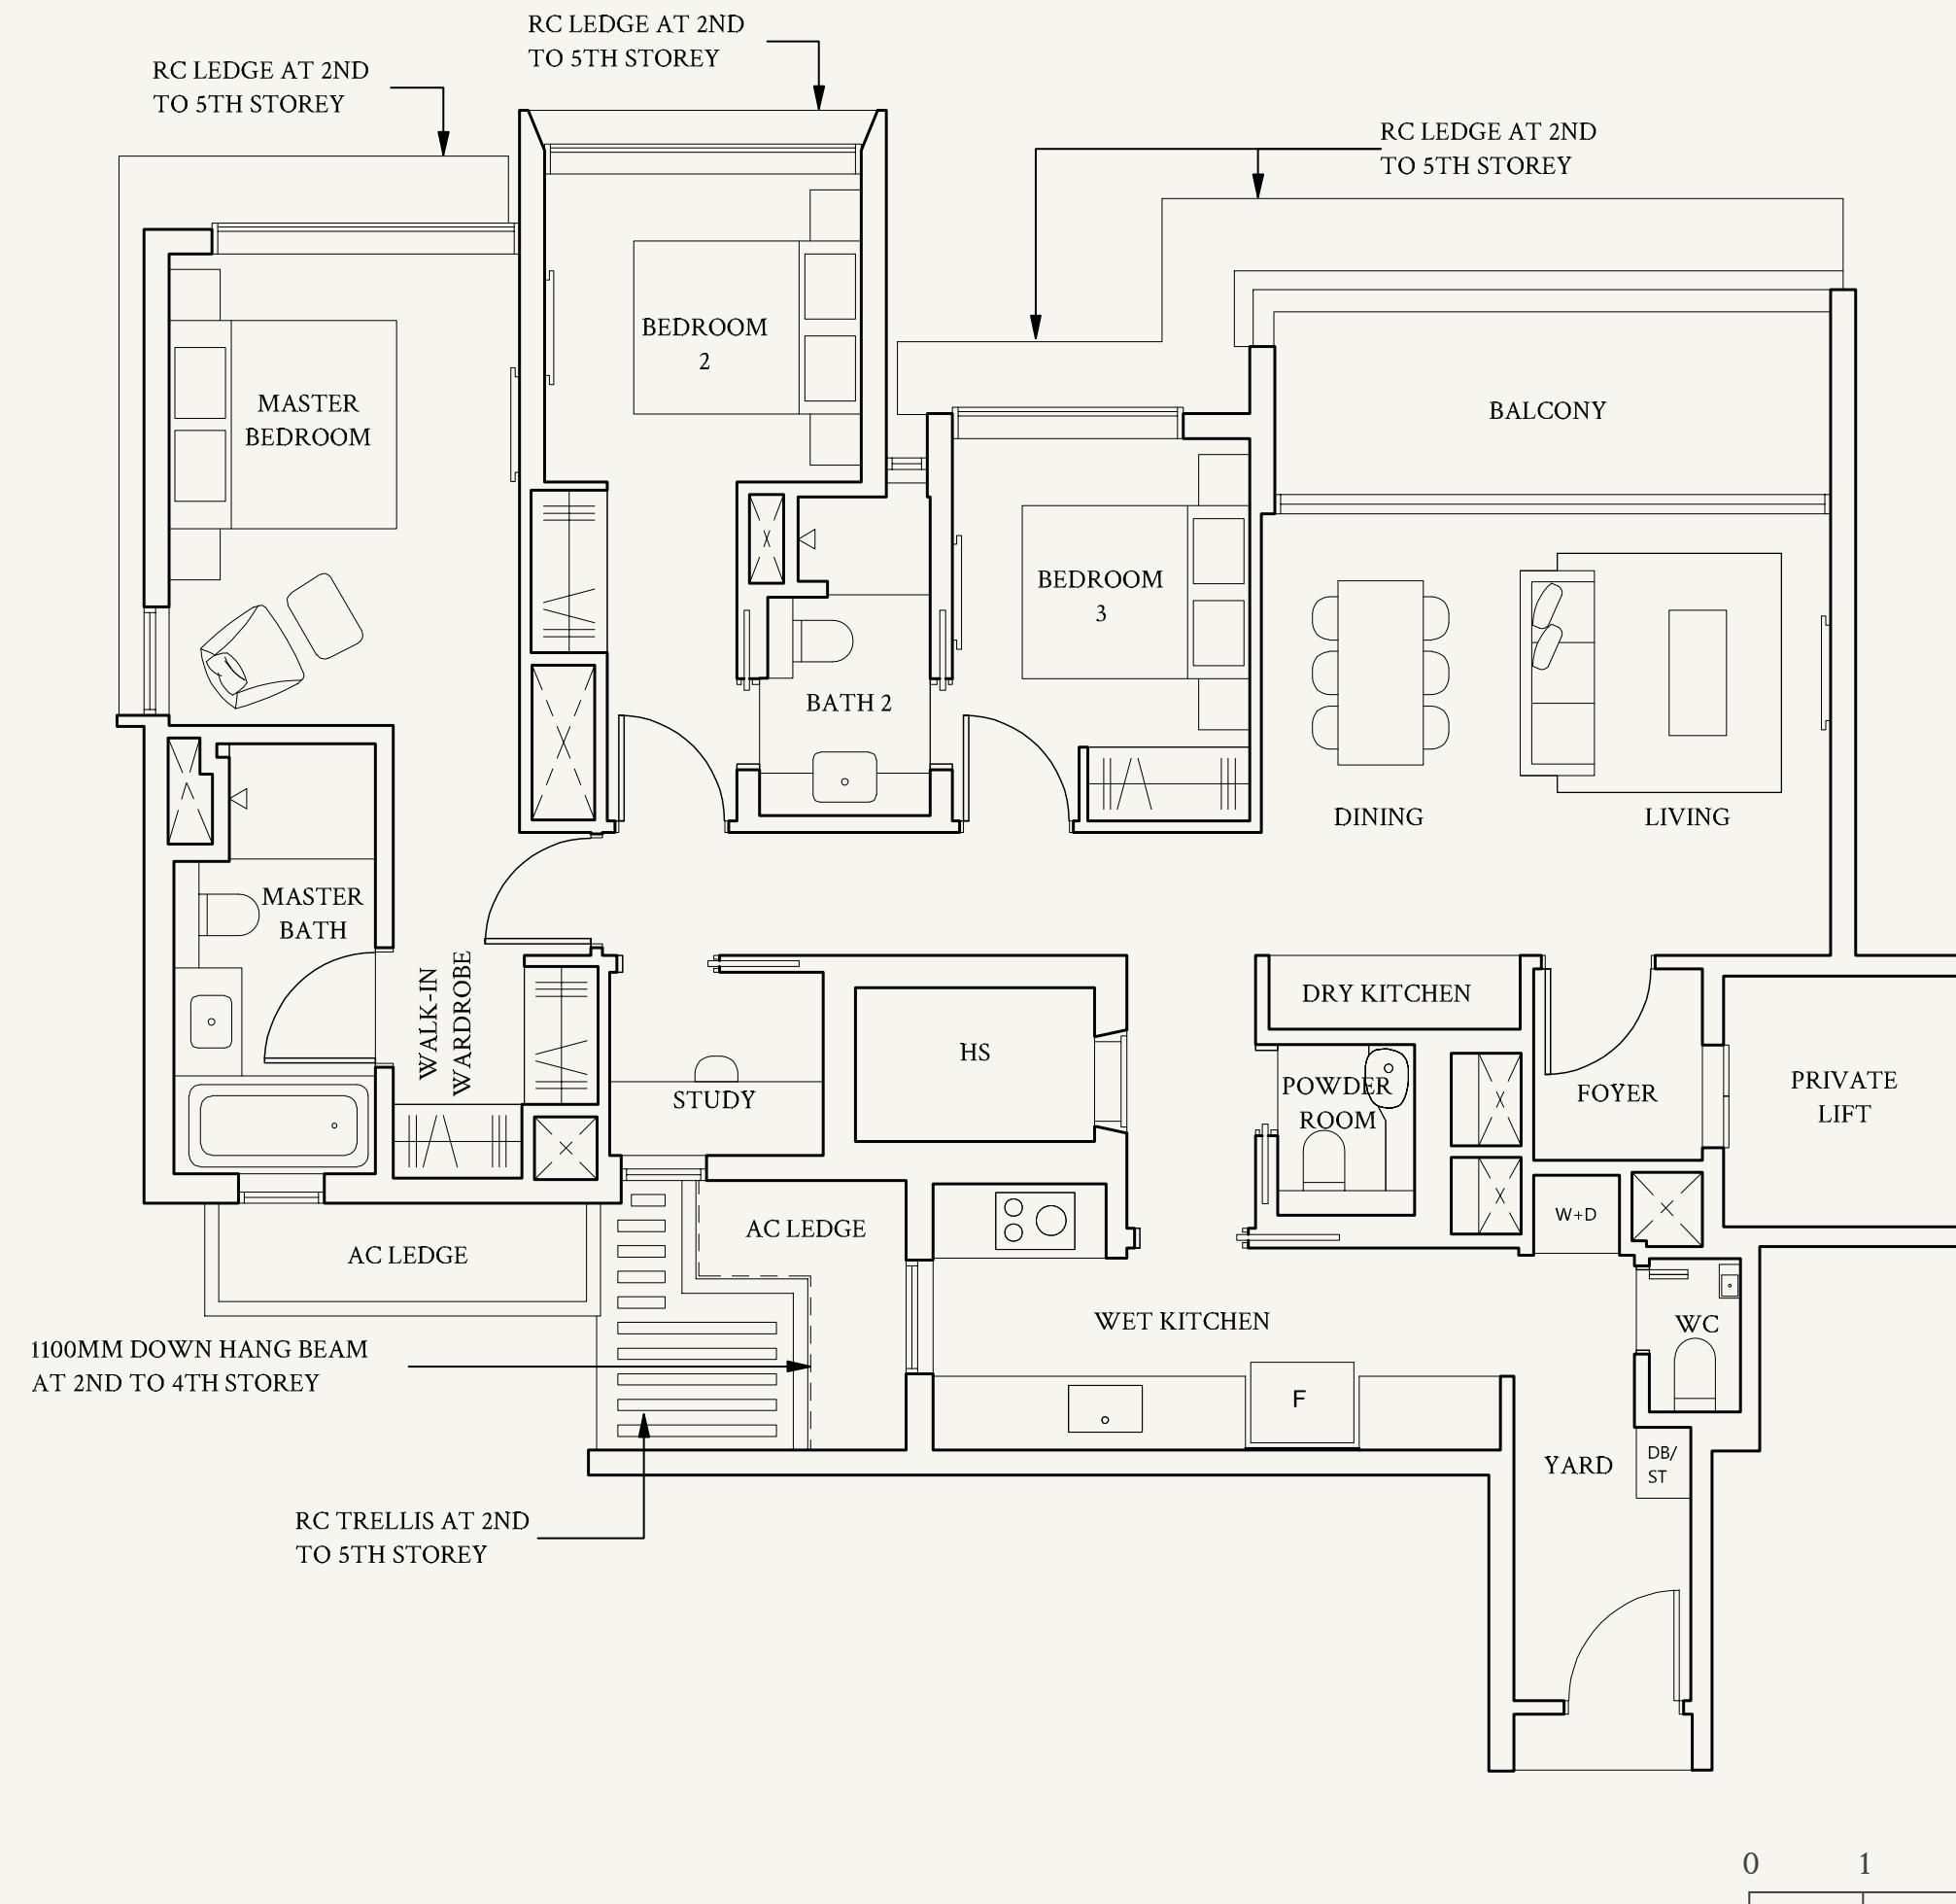 RC LEDGE AT 2ND
TO 5TH STOREY
RC LEDGE AT 2ND
TO 5TH STOREY
RC LEDGE AT 2ND
TO 5TH STOREY
BEDROOM
2
MASTER
BEDROOM
BALCONY
BEDROOM
3
BATH 2
DINING
LIVING
MASTER
BATH
WALK-IN
WARDROBE
STUDY
HS
DRY KITCHEN
POWDER
ROOM
FOYER
PRIVATE
LIFT
W+D
AC LEDGE
AC LEDGE
WET KITCHEN
WC
1100MM DOWN HANG BEAM
AT 2ND TO 4TH STOREY
F
YARD
DB/
ST
RC TRELLIS AT 2ND
TO 5TH STOREY
0 1